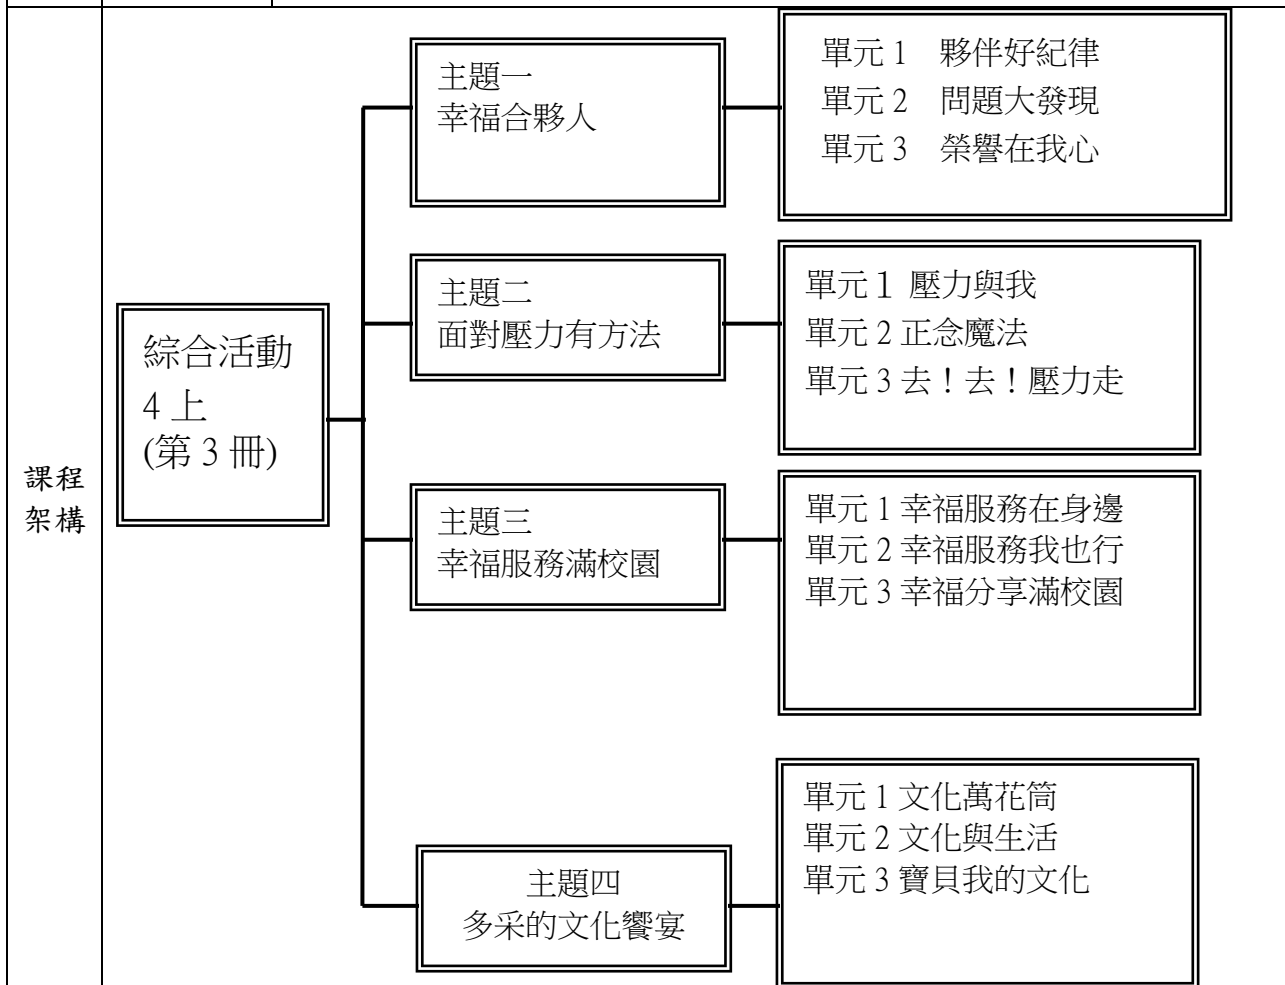 課程
架構
綜合活動
4 上
(第 3 冊)
主題一
幸福合夥人
單元 1　夥伴好紀律
單元 2　問題大發現
單元 3　榮譽在我心
主題二
面對壓力有方法
單元１ 壓力與我
單元 2 正念魔法
單元 3 去！去！壓力走
主題三
幸福服務滿校園
單元 1 幸福服務在身邊
單元 2 幸福服務我也行
單元 3 幸福分享滿校園
主題四
多采的文化饗宴
單元 1 文化萬花筒
單元 2 文化與生活
單元 3 寶貝我的文化